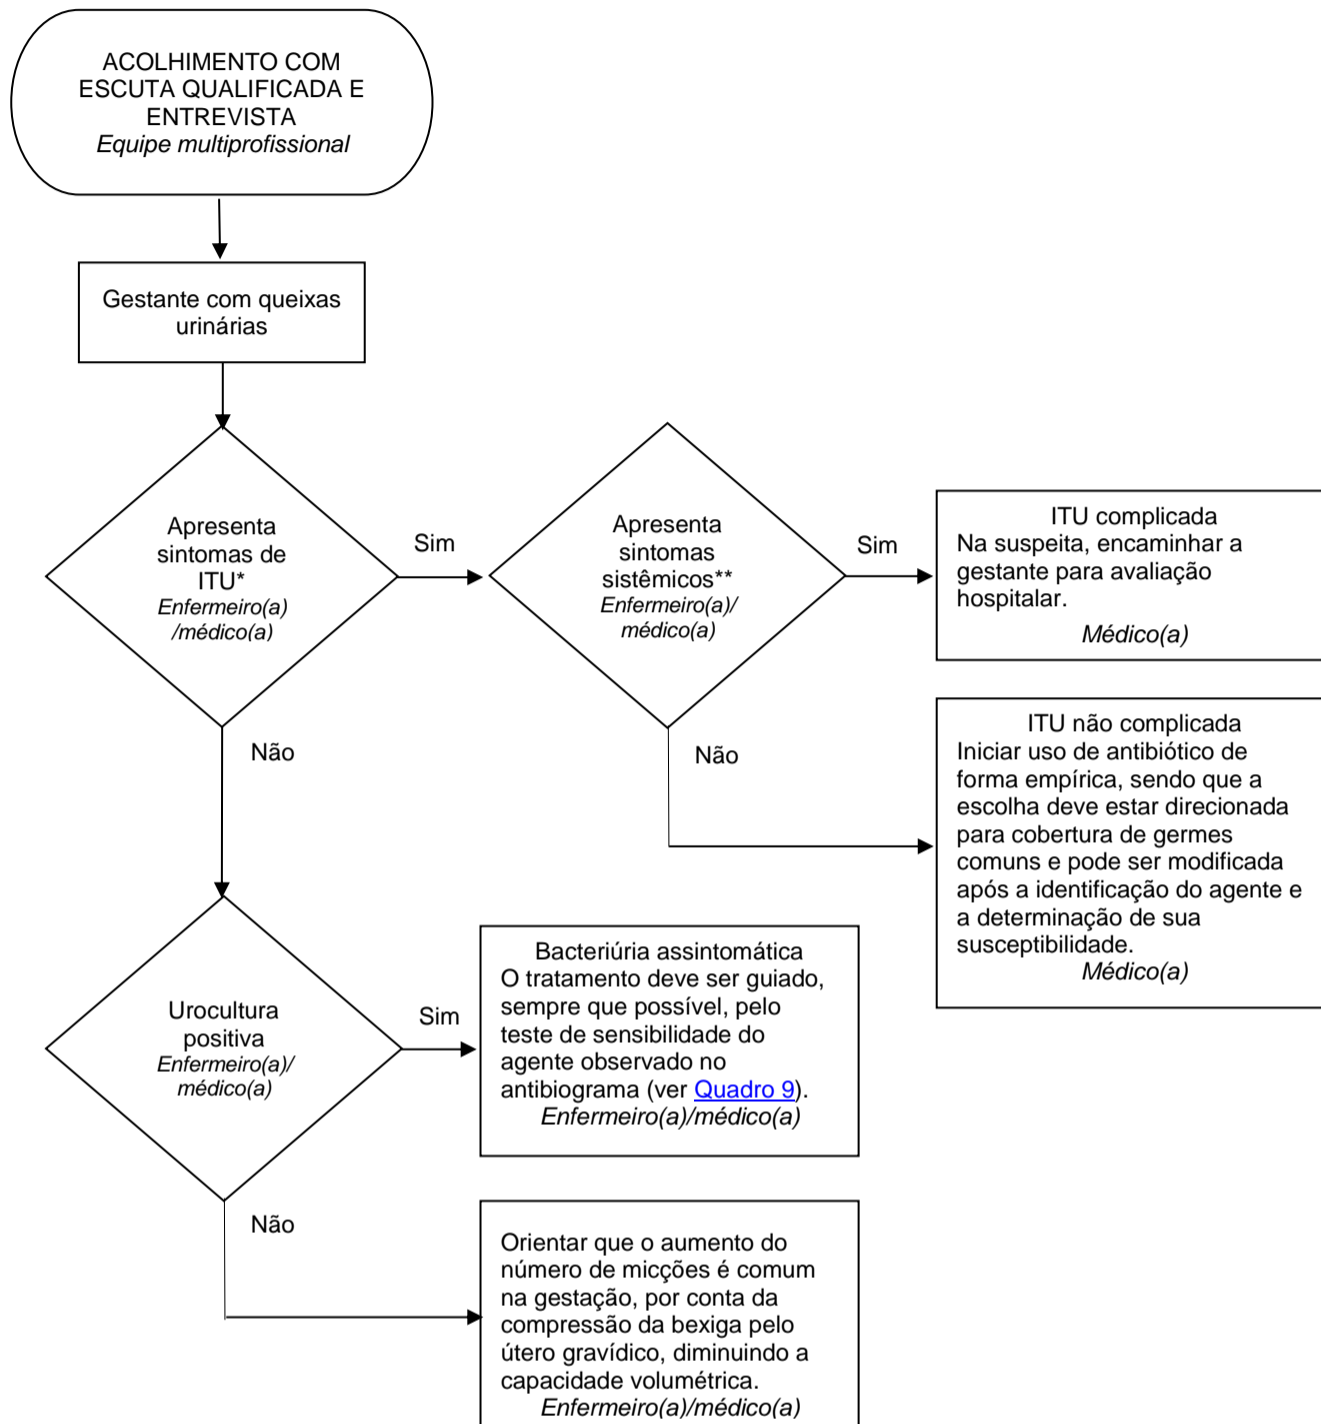 ACOLHIMENTO COM
ESCUTA QUALIFICADA E
ENTREVISTA
Equipe multiprofissional
Gestante com queixas
urinárias
Apresenta
sintomas de
ITU*
Enfermeiro(a)
/médico(a)
Sim
Apresenta
sintomas
sistêmicos**
Enfermeiro(a)/
médico(a)
Sim
ITU complicada
Na suspeita, encaminhar a
gestante para avaliação
hospitalar.
Médico(a)
Não
ITU não complicada
Iniciar uso de antibiótico de
forma empírica, sendo que a
escolha deve estar direcionada
para cobertura de germes
comuns e pode ser modificada
após a identificação do agente e
a determinação de sua
susceptibilidade.
Médico(a)
Não
Urocultura
positiva
Enfermeiro(a)/
médico(a)
Sim
Bacteriúria assintomática
O tratamento deve ser guiado,
sempre que possível, pelo
teste de sensibilidade do
agente observado no
antibiograma (ver Quadro 9).
Enfermeiro(a)/médico(a)
Não
Orientar que o aumento do
número de micções é comum
na gestação, por conta da
compressão da bexiga pelo
útero gravídico, diminuindo a
capacidade volumétrica.
Enfermeiro(a)/médico(a)